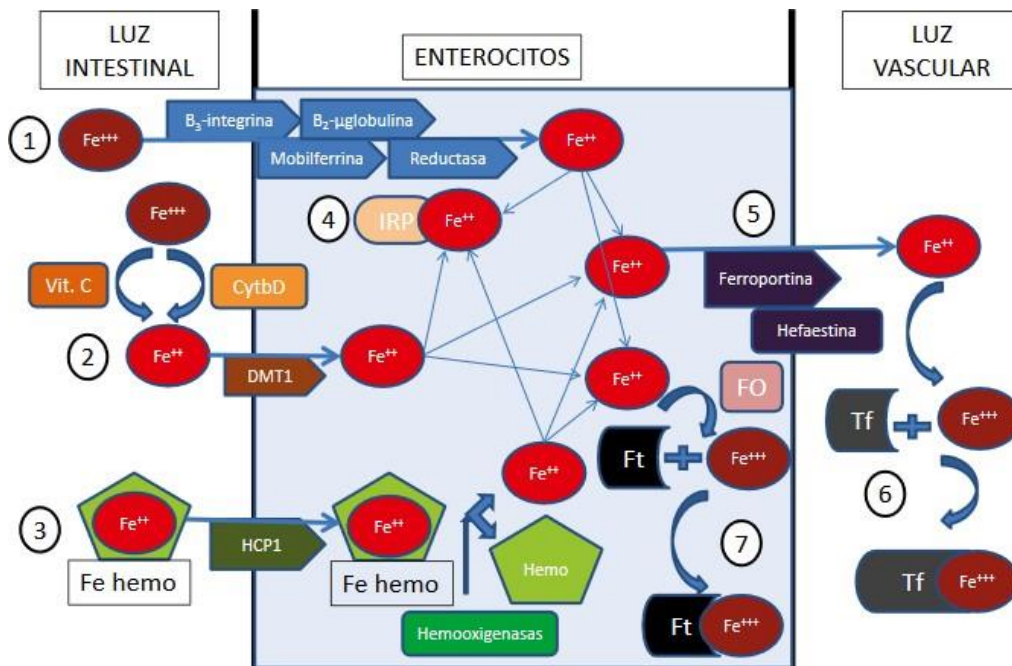 LUZ
INTESTINAL
ENTEROCITOS
LUZ
VASCULAR
1
Fe+++
B3-integrina
B2-µglobulina
Mobilferrina
Reductasa
Fe++
Fe+++
Vit. C
CytbD
4
IRP
Fe++
5
Fe++
Fe++
Ferroportina
Hefaestina
2
Fe++
DMT1
Fe++
Fe++
FO
Ft
Fe+++
Tf
Fe+++
6
3
Fe++
Fe hemo
HCP1
Fe++
Fe hemo
Fe++
Hemo
Hemooxigenasas
7
Ft
Fe+++
Tf
Fe+++